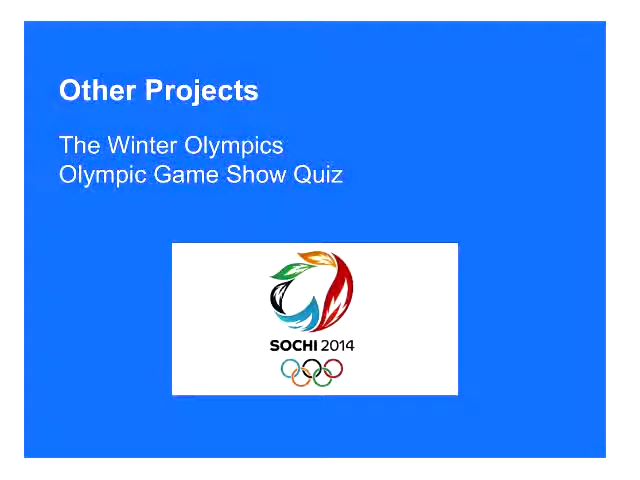 Other Projects
The Winter Olympics
Olympic Game Show Quiz
SOCHI 2014